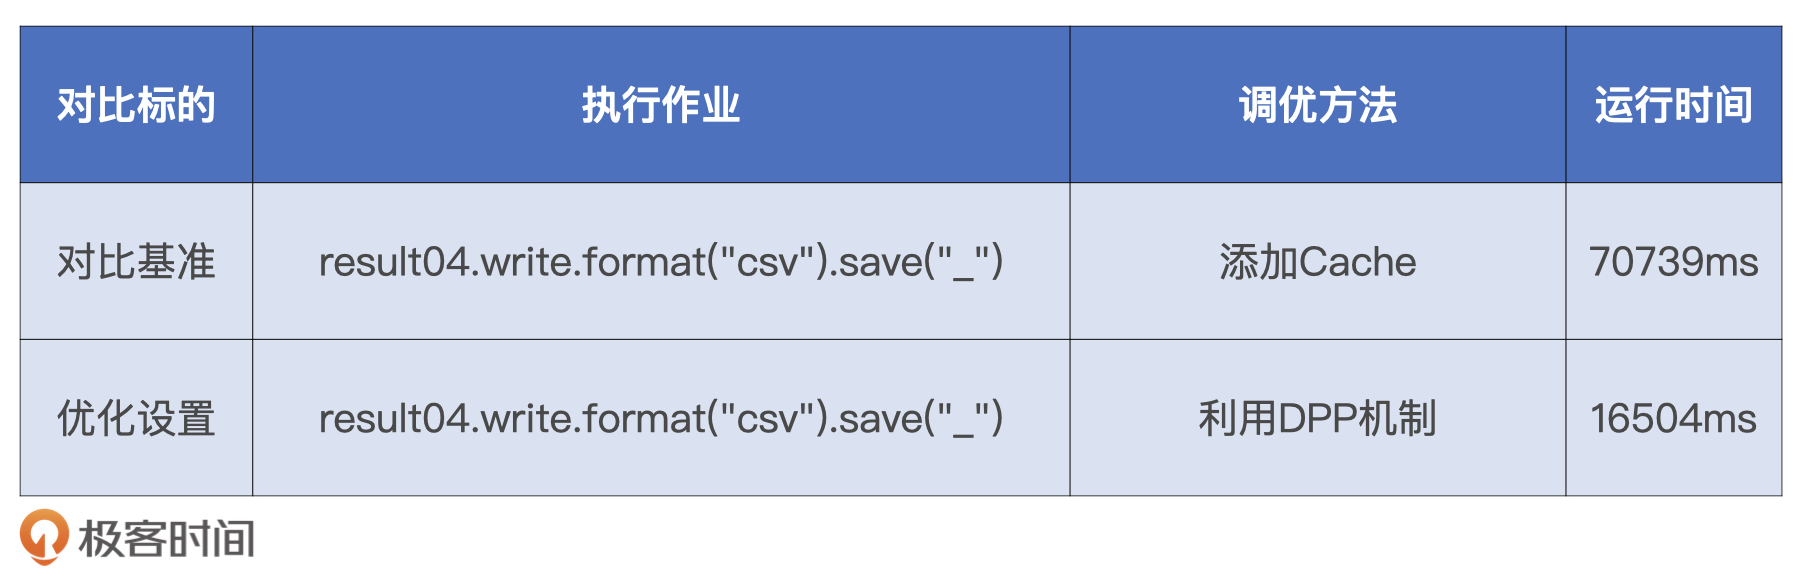 对比标的 执行作业 调优方法 运行时间
对比基准 result04.write.format("csv").save("_") 添加Cache 70739ms
优化设置 result04.write.format("csv").save("_") 利用DPP机制 16504ms
极客时间